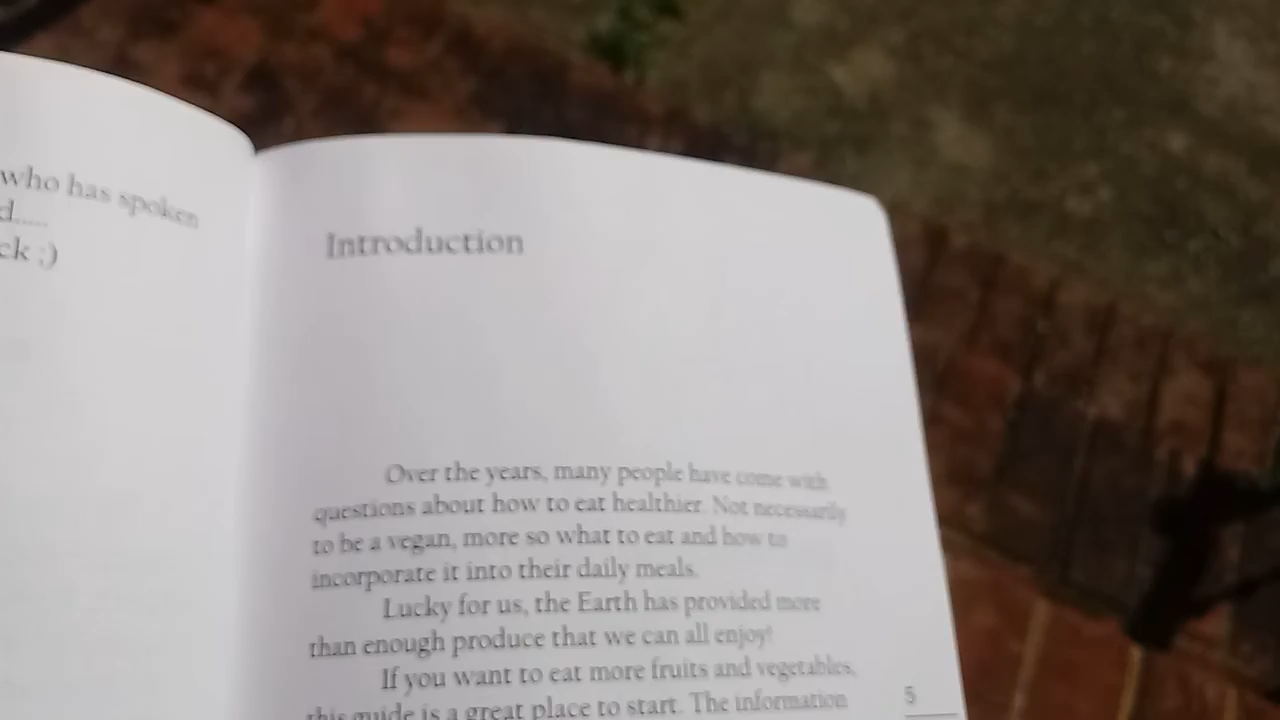 who has spoken
d.....
ck ;)
Introduction
Over the years, many people have come with
questions about how to eat healthier. Not necessarily
to be a vegan, more so what to eat and how to
incorporate it into their daily meals.
Lucky for us, the Earth has provided more
than enough produce that we can all enjoy!
If you want to eat more fruits and vegetables,
this guide is a great place to start. The information
5